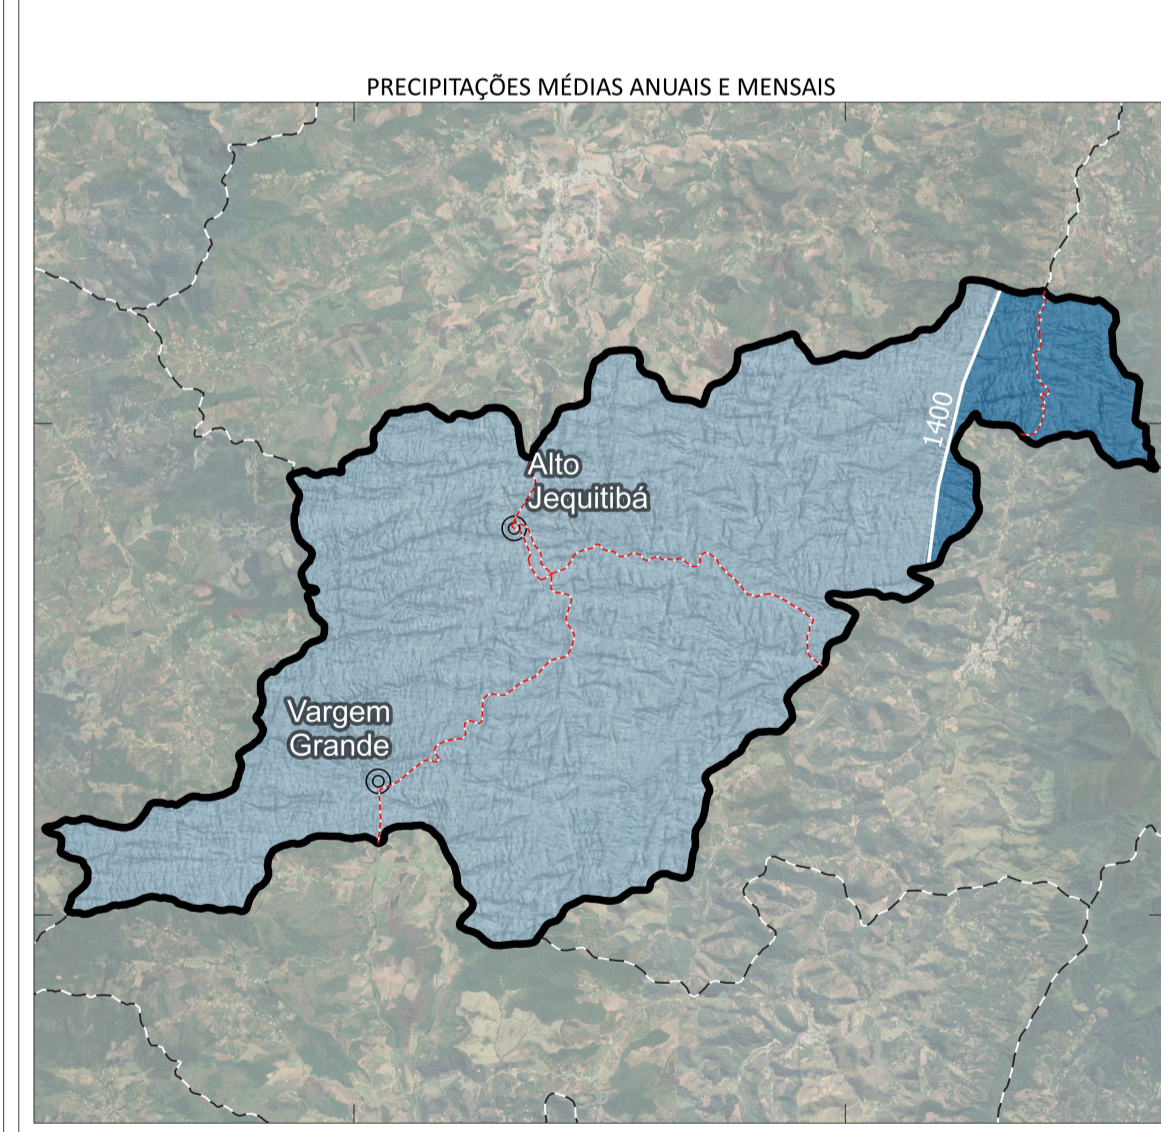 PRECIPITAÇÕES MÉDIAS ANUAIS E MENSAIS
1400
Alto
Jequitibá
Vargem
Grande